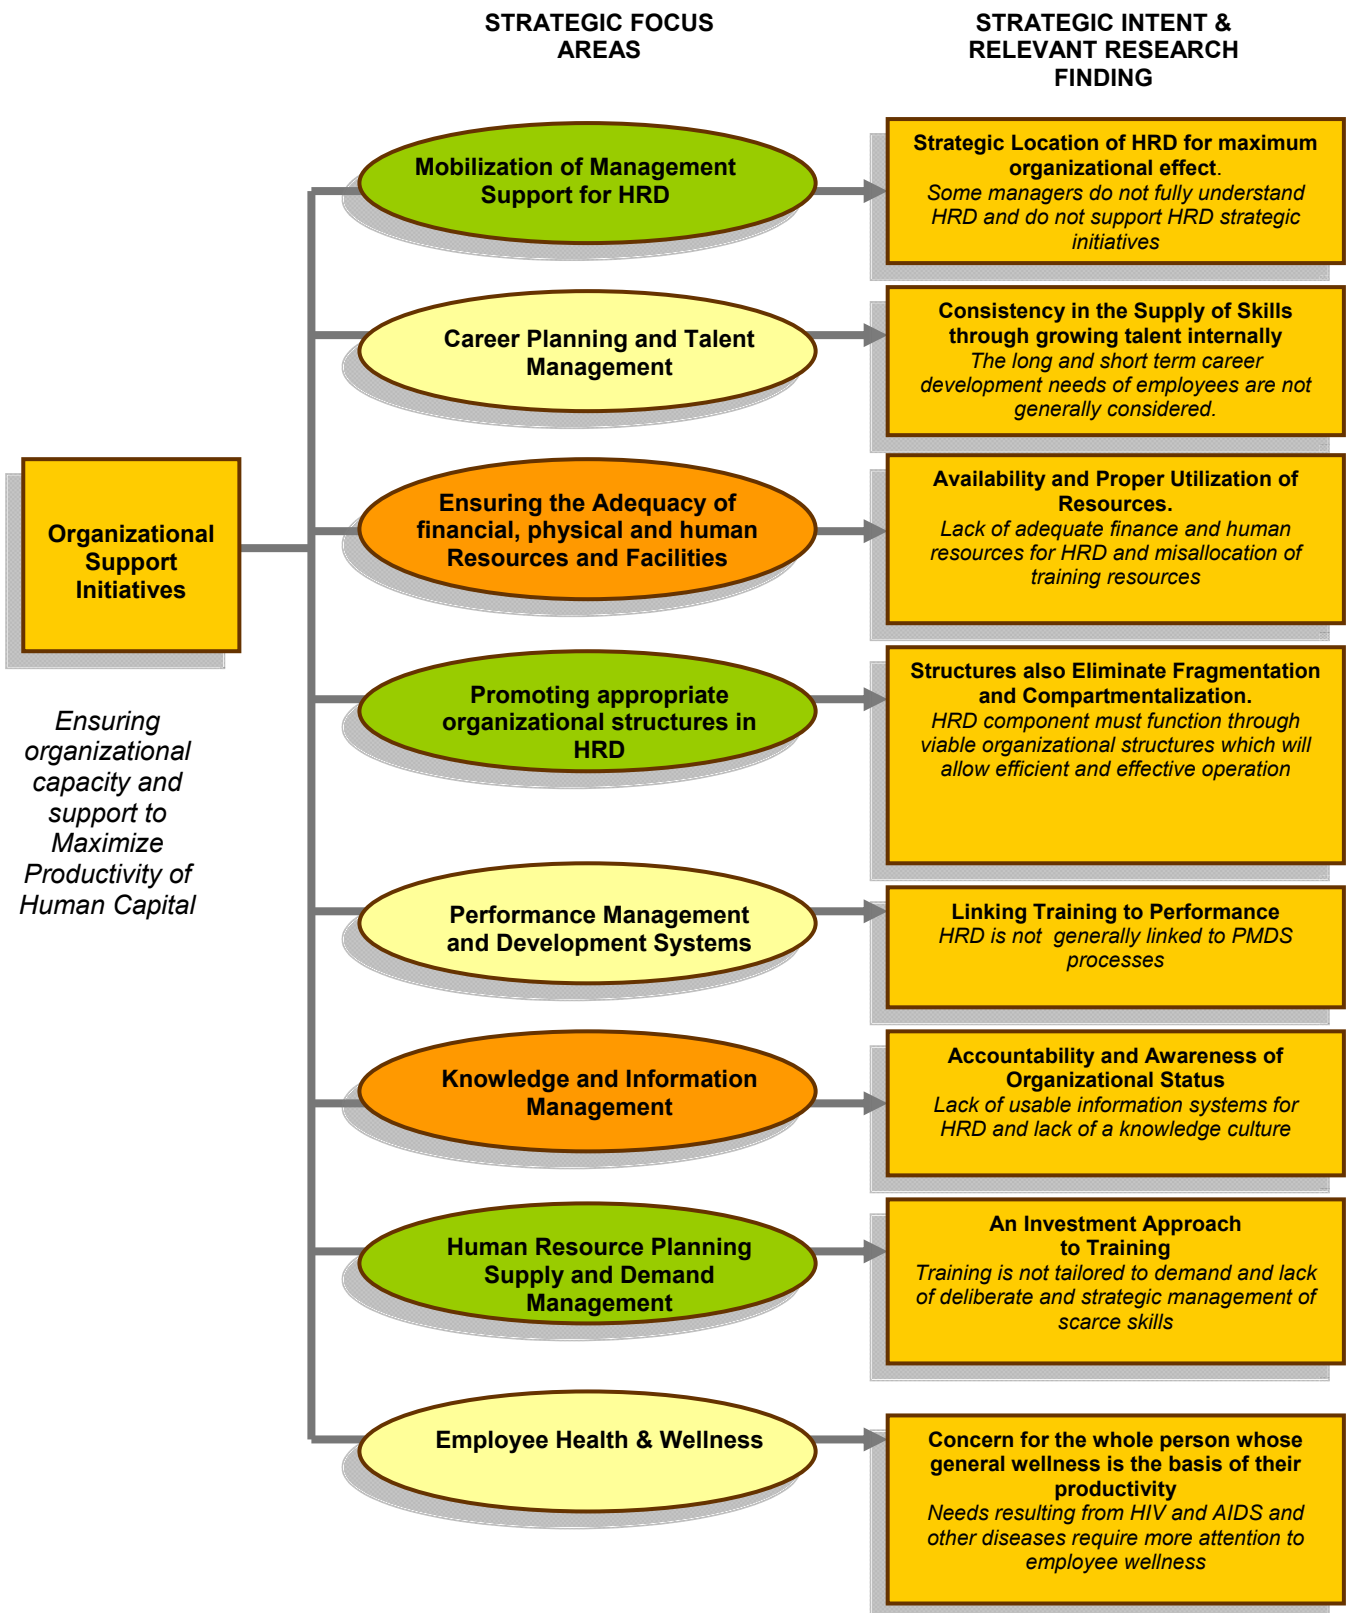 STRATEGIC FOCUS
AREAS
STRATEGIC INTENT &
RELEVANT RESEARCH
FINDING
Organizational
Support
Initiatives
Ensuring
organizational
capacity and
support to
Maximize
Productivity of
Human Capital
Mobilization of Management
Support for HRD
Strategic Location of HRD for maximum
organizational effect.
Some managers do not fully understand
HRD and do not support HRD strategic
initiatives
Career Planning and Talent
Management
Consistency in the Supply of Skills
through growing talent internally
The long and short term career
development needs of employees are not
generally considered.
Ensuring the Adequacy of
financial, physical and human
Resources and Facilities
Availability and Proper Utilization of
Resources.
Lack of adequate finance and human
resources for HRD and misallocation of
training resources
Promoting appropriate
organizational structures in
HRD
Structures also Eliminate Fragmentation
and Compartmentalization.
HRD component must function through
viable organizational structures which will
allow efficient and effective operation
Performance Management
and Development Systems
Linking Training to Performance
HRD is not generally linked to PMDS
processes
Knowledge and Information
Management
Accountability and Awareness of
Organizational Status
Lack of usable information systems for
HRD and lack of a knowledge culture
Human Resource Planning
Supply and Demand
Management
An Investment Approach
to Training
Training is not tailored to demand and lack
of deliberate and strategic management of
scarce skills
Employee Health & Wellness
Concern for the whole person whose
general wellness is the basis of their
productivity
Needs resulting from HIV and AIDS and
other diseases require more attention to
employee wellness